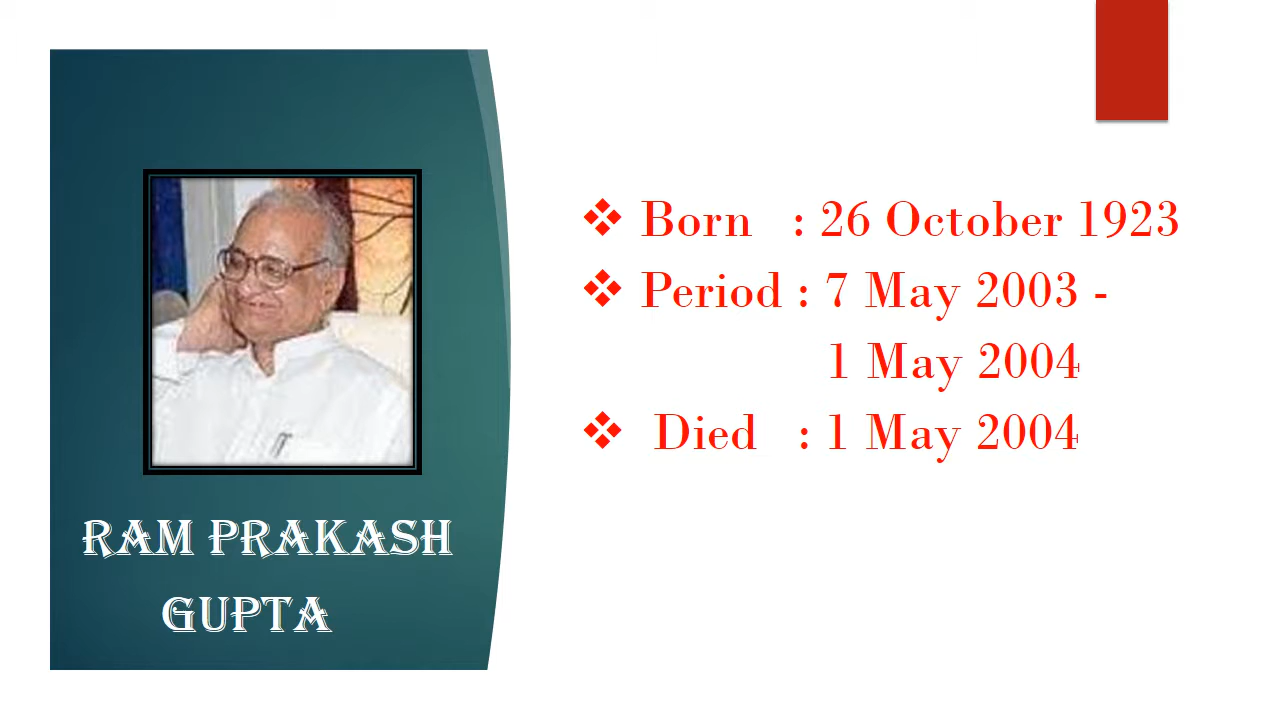 Born : 26 October 1923
Period : 7 May 2003 -
1 May 2004
Died : 1 May 2004
RAM PRAKASH
GUPTA